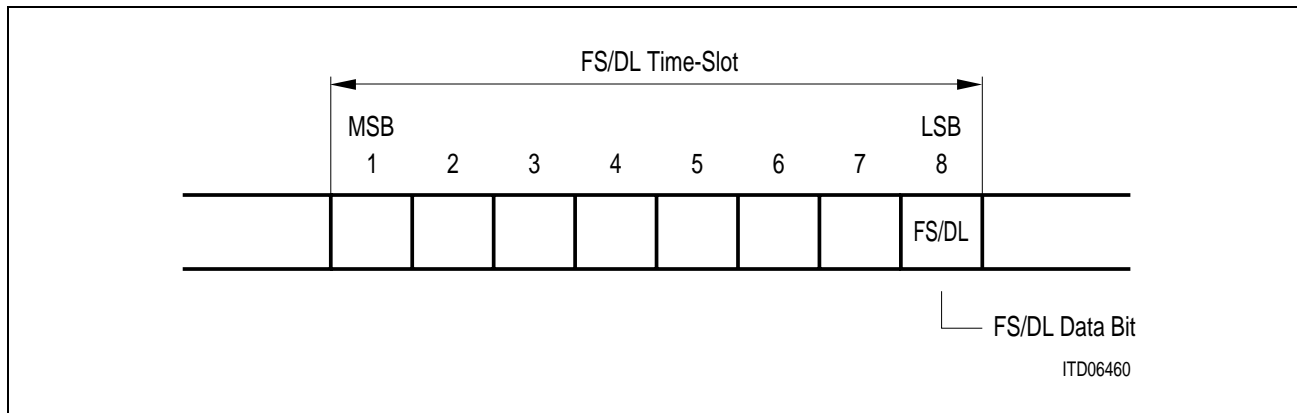 FS/DL Time-Slot
MSB LSB
1 2 3 4 5 6 7 8
FS/DL
FS/DL Data Bit
ITD06460